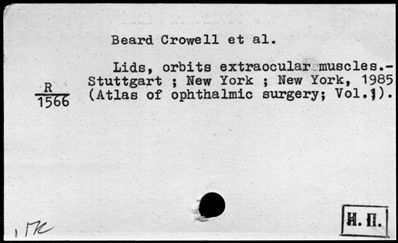 Beard Crowell et al.
Lids, orbits extraocular muscles.-
Stuttgart ; New York ; New York, 1985
(Atlas of ophthalmic surgery; Vol.1).
R
1566
Н. П.